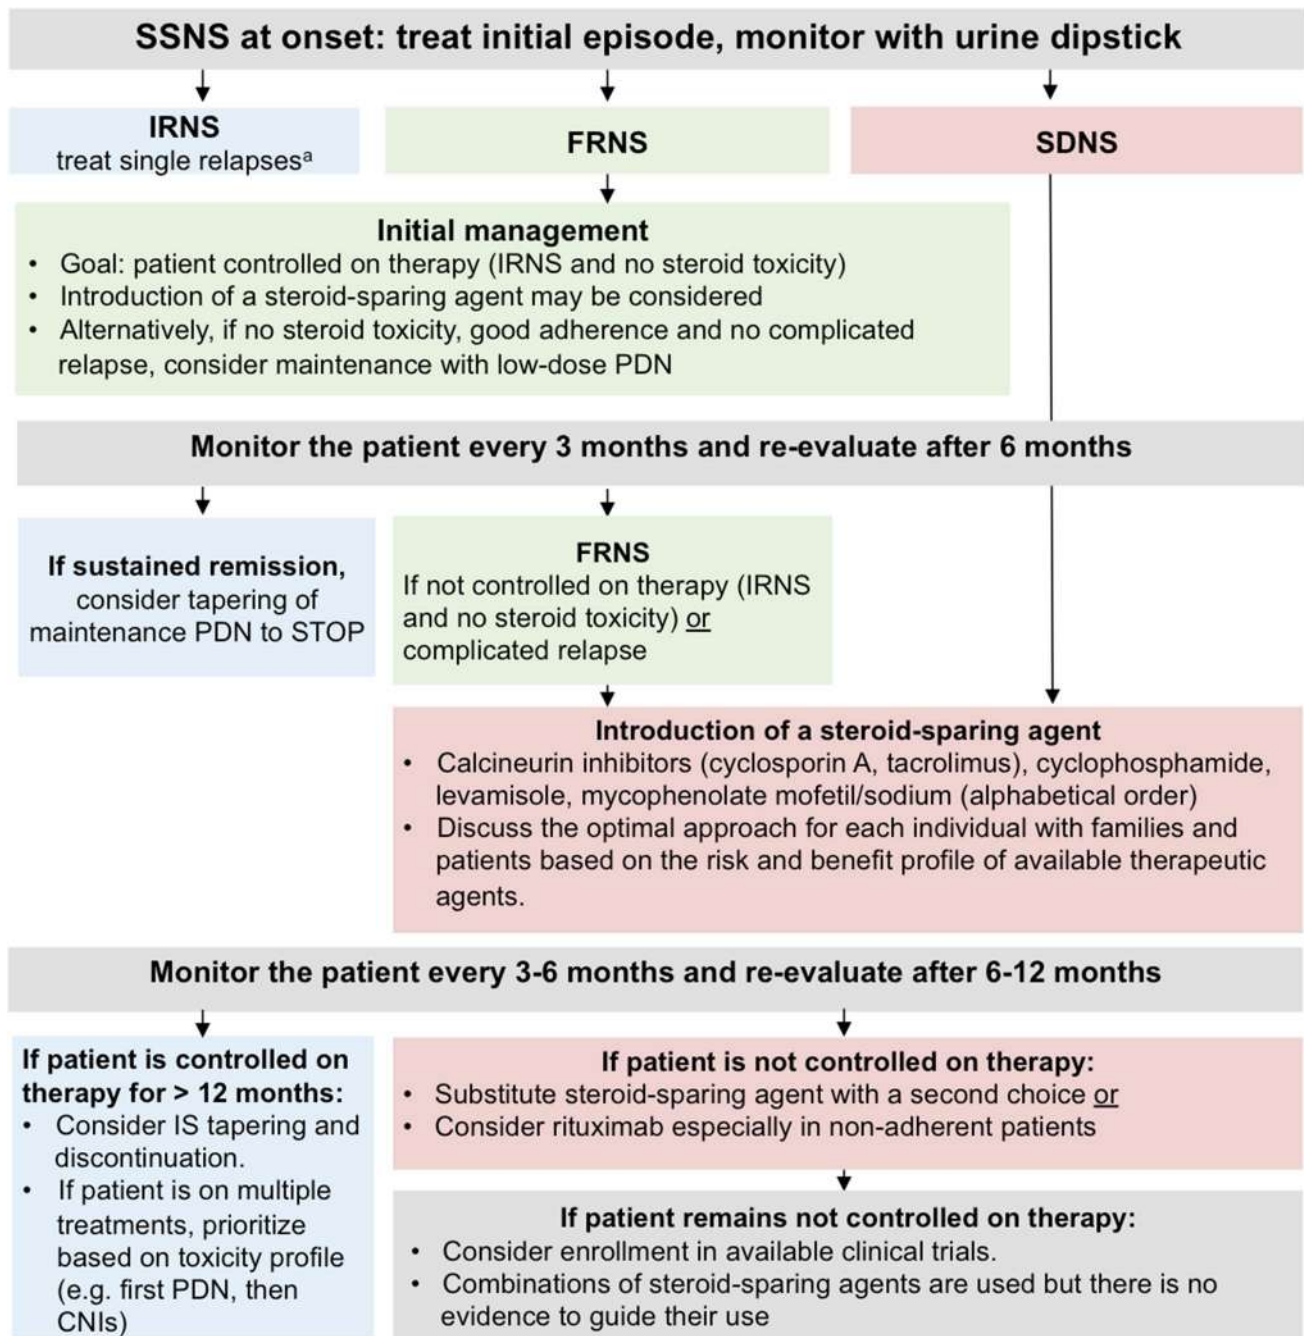 SSNS at onset: treat initial episode, monitor with urine dipstick
IRNS
treat single relapsesᵃ
FRNS
SDNS
Initial management
• Goal: patient controlled on therapy (IRNS and no steroid toxicity)
• Introduction of a steroid-sparing agent may be considered
• Alternatively, if no steroid toxicity, good adherence and no complicated
relapse, consider maintenance with low-dose PDN
Monitor the patient every 3 months and re-evaluate after 6 months
If sustained remission,
consider tapering of
maintenance PDN to STOP
FRNS
If not controlled on therapy (IRNS
and no steroid toxicity) or
complicated relapse
Introduction of a steroid-sparing agent
• Calcineurin inhibitors (cyclosporin A, tacrolimus), cyclophosphamide,
levamisole, mycophenolate mofetil/sodium (alphabetical order)
• Discuss the optimal approach for each individual with families and
patients based on the risk and benefit profile of available therapeutic
agents.
Monitor the patient every 3-6 months and re-evaluate after 6-12 months
If patient is controlled on
therapy for > 12 months:
• Consider IS tapering and
discontinuation.
• If patient is on multiple
treatments, prioritize
based on toxicity profile
(e.g. first PDN, then
CNIs)
If patient is not controlled on therapy:
• Substitute steroid-sparing agent with a second choice or
• Consider rituximab especially in non-adherent patients
If patient remains not controlled on therapy:
• Consider enrollment in available clinical trials.
• Combinations of steroid-sparing agents are used but there is no
evidence to guide their use